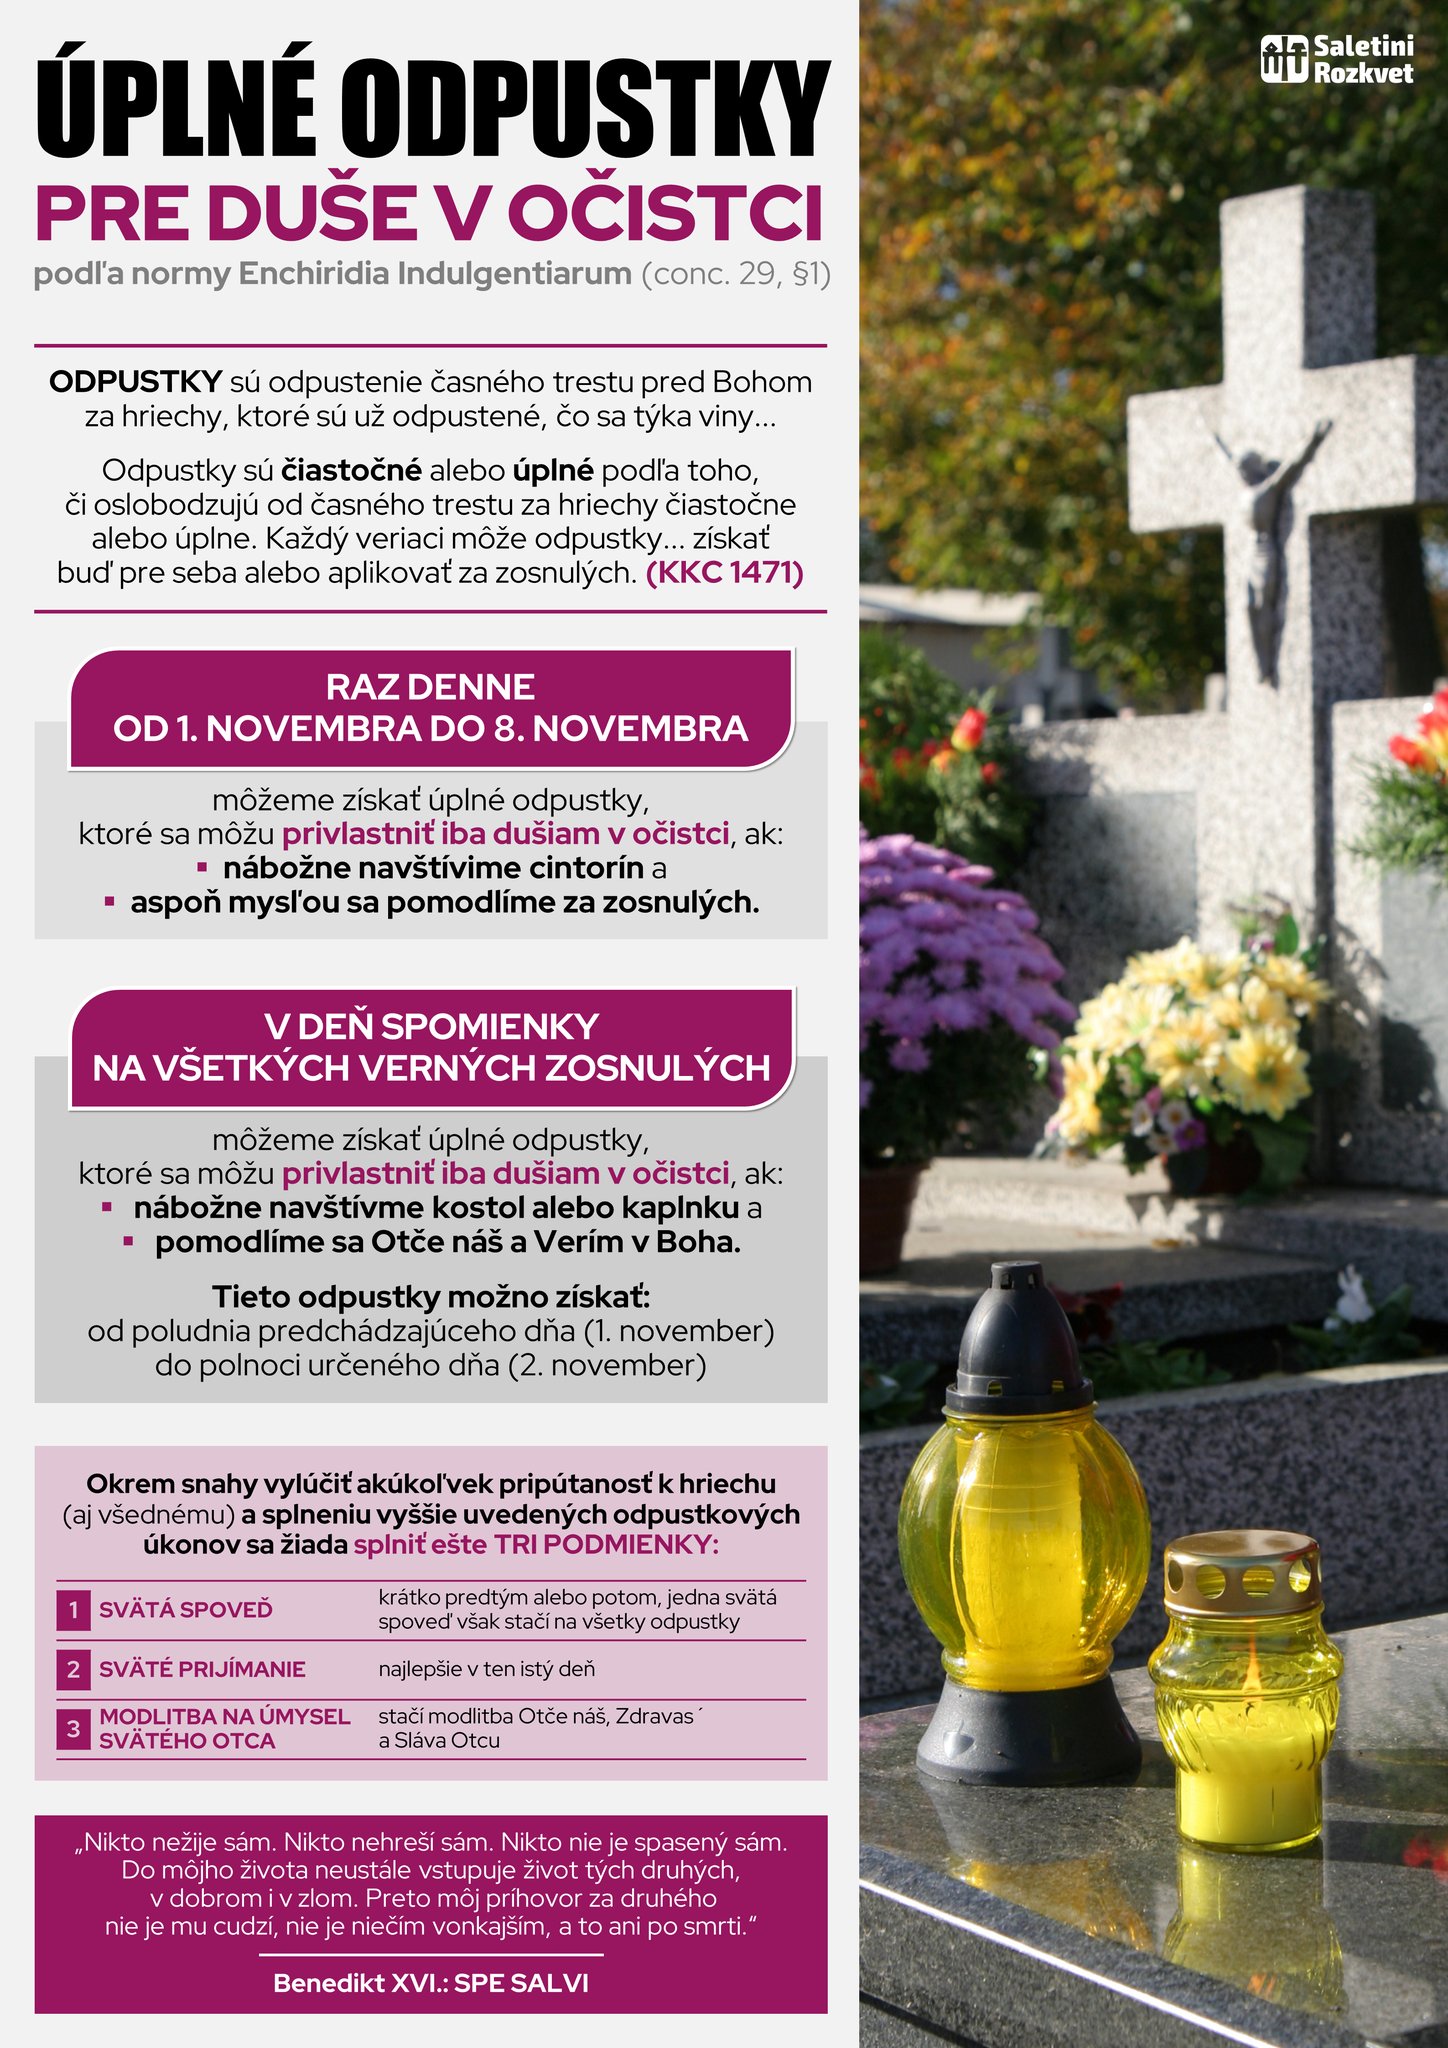 ÚPLNÉ ODPUSTKY
PRE DUŠE V OČISTCI
podľa normy Enchiridia Indulgentiarum (conc. 29, §1)
ODPUSTKY sú odpustenie časného trestu pred Bohom
za hriechy, ktoré sú už odpustené, čo sa týka viny...
Odpustky sú čiastočné alebo úplné podľa toho,
či oslobodzujú od časného trestu za hriechy čiastočne
alebo úplne. Každý veriaci môže odpustky... získať
buď pre seba alebo aplikovať za zosnulých. (KKC 1471)
RAZ DENNE
OD 1. NOVEMBRA DO 8. NOVEMBRA
môžeme získať úplné odpustky,
ktoré sa môžu privlastniť iba dušiam v očistci, ak:
▪ nábožne navštívime cintorín a
▪ aspoň mysľou sa pomodlíme za zosnulých.
V DEŇ SPOMIENKY
NA VŠETKÝCH VERNÝCH ZOSNULÝCH
môžeme získať úplné odpustky,
ktoré sa môžu privlastniť iba dušiam v očistci, ak:
▪ nábožne navštívme kostol alebo kaplnku a
▪ pomodlíme sa Otče náš a Verím v Boha.
Tieto odpustky možno získať:
od poludnia predchádzajúceho dňa (1. november)
do polnoci určeného dňa (2. november)
Okrem snahy vylúčiť akúkoľvek pripútanosť k hriechu
(aj všednému) a splneniu vyššie uvedených odpustkových
úkonov sa žiada splniť ešte TRI PODMIENKY:
1 SVÄTÁ SPOVEĎ
krátko predtým alebo potom, jedna svätá
spoveď však stačí na všetky odpustky
2 SVÄTÉ PRIJÍMANIE
najlepšie v ten istý deň
3 MODLITBA NA ÚMYSEL
SVÄTÉHO OTCA
stačí modlitba Otče náš, Zdravas´
a Sláva Otcu
„Nikto nežije sám. Nikto nehreší sám. Nikto nie je spasený sám.
Do môjho života neustále vstupuje život tých druhých,
v dobrom i v zlom. Preto môj príhovor za druhého
nie je mu cudzí, nie je niečím vonkajším, a to ani po smrti.“
Benedikt XVI.: SPE SALVI
Saletini
Rozkvet